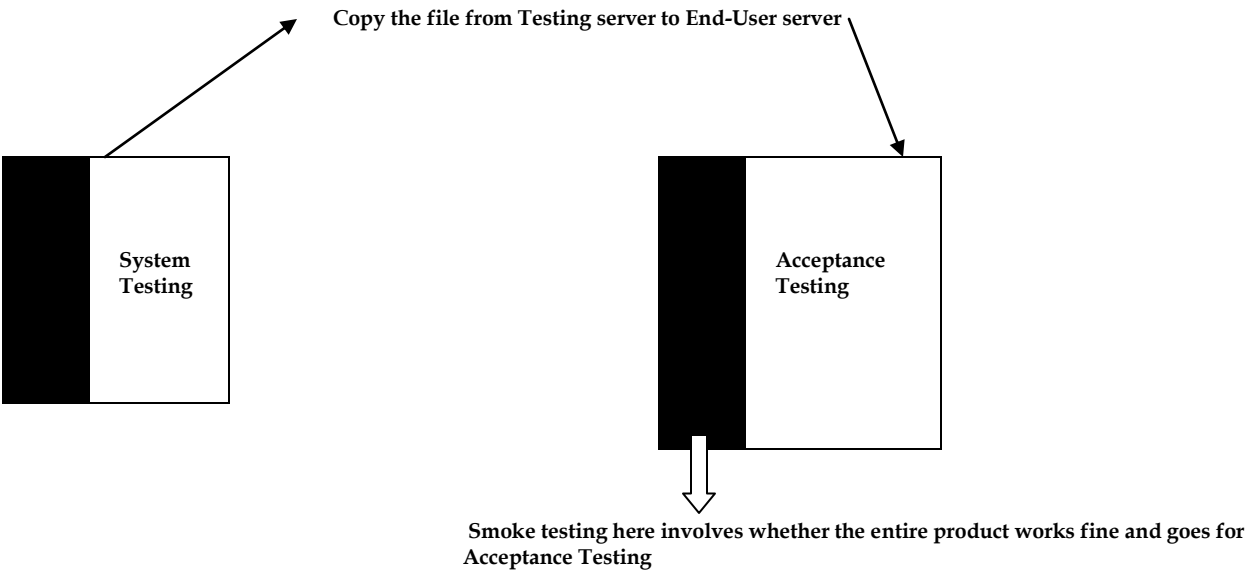 Copy the file from Testing server to End-User server
System
Testing
Acceptance
Testing
Smoke testing here involves whether the entire product works fine and goes for
Acceptance Testing